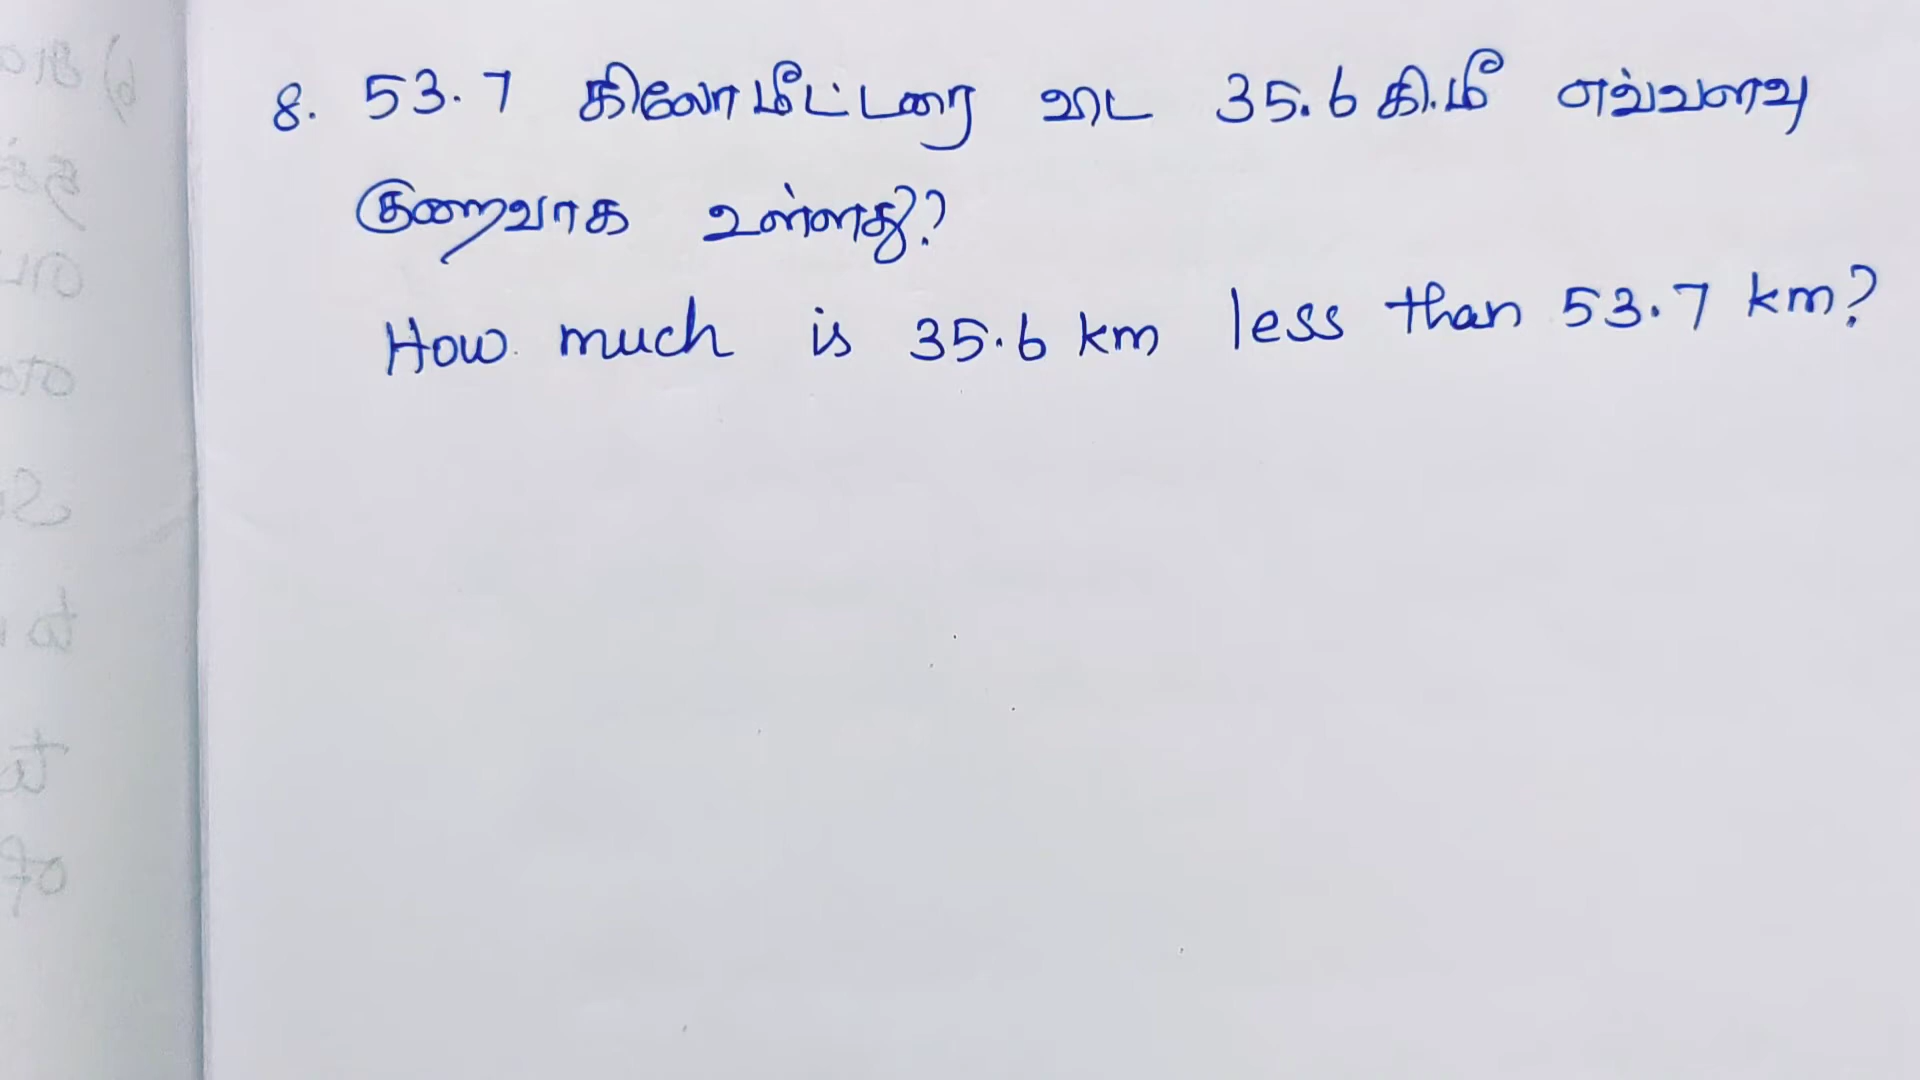 8. 53.7 கிலோமீட்டரை விட 35.6 கி.மீ எவ்வளவு
குறைவாக உள்ளது?
How much is 35.6 km less than 53.7 km?